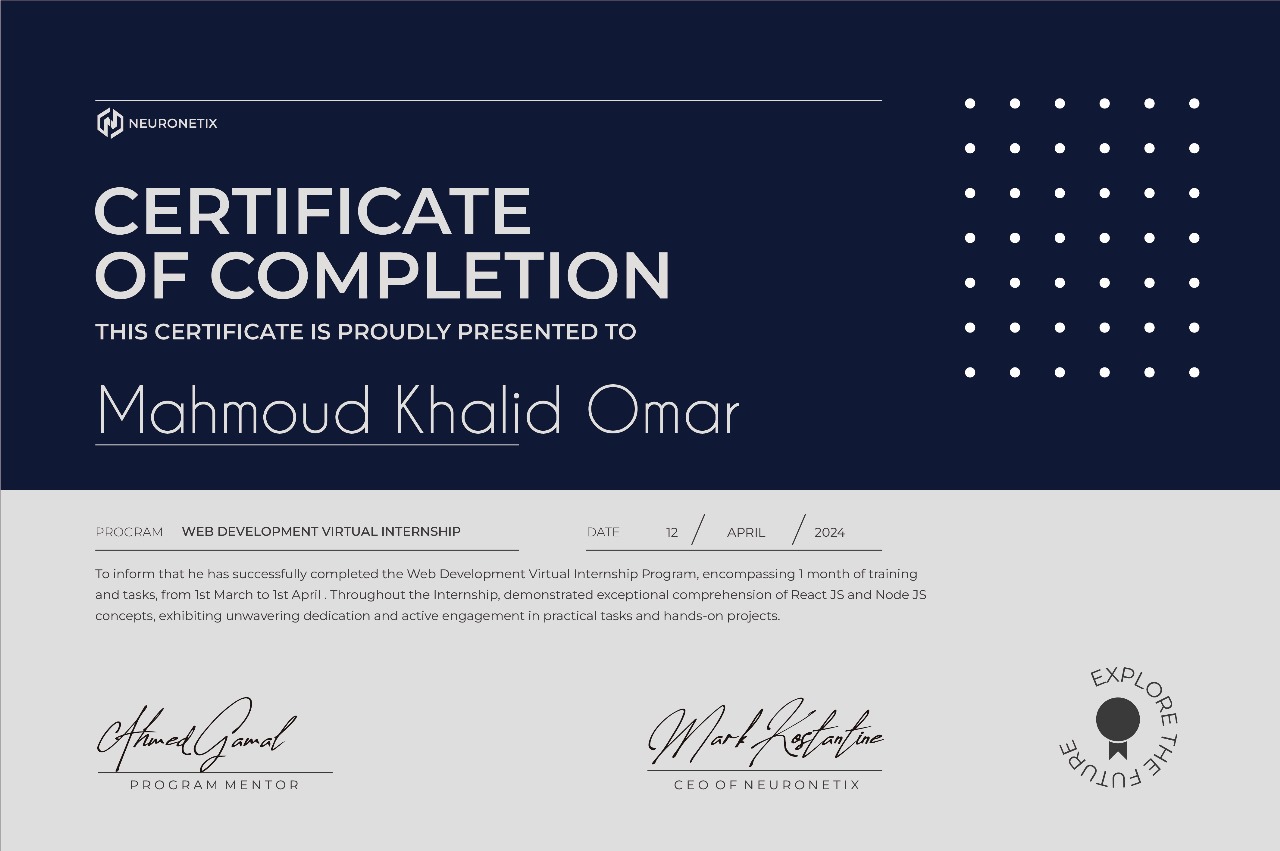 NEURONETIX
CERTIFICATE
OF COMPLETION
THIS CERTIFICATE IS PROUDLY PRESENTED TO
Mahmoud Khalid Omar
PROGRAM WEB DEVELOPMENT VIRTUAL INTERNSHIP
DATE 12 / APRIL / 2024
To inform that he has successfully completed the Web Development Virtual Internship Program, encompassing 1 month of training
and tasks, from 1st March to 1st April . Throughout the Internship, demonstrated exceptional comprehension of React JS and Node JS
concepts, exhibiting unwavering dedication and active engagement in practical tasks and hands-on projects.
Ahmed Gamal
PROGRAM MENTOR
Mark Kostantine
CEO OF NEURONETIX
EXPLORE THE FUTURE